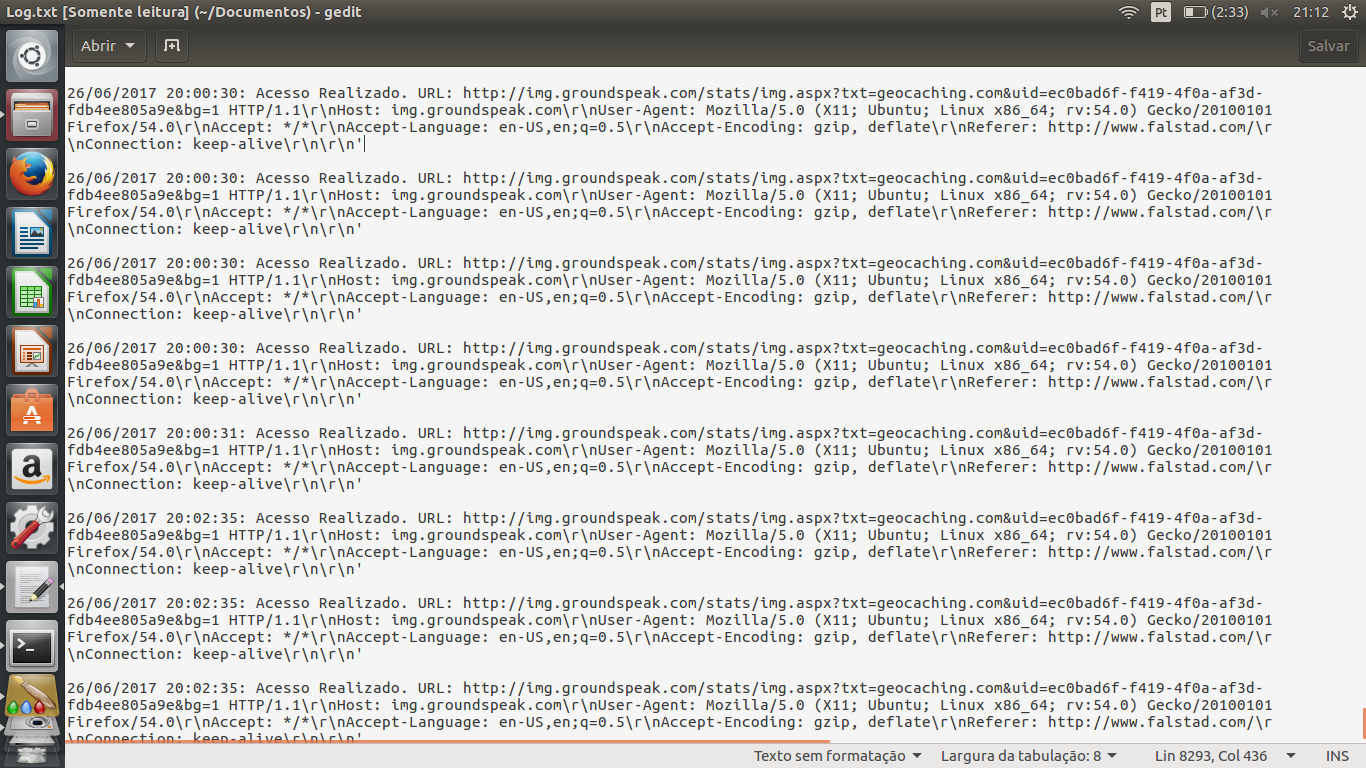 Log.txt [Somente leitura] (~/Documentos) - gedit
Pt
(2:33)
21:12
Abrir
Salvar
26/06/2017 20:00:30: Acesso Realizado. URL: http://img.groundspeak.com/stats/img.aspx?txt=geocaching.com&uid=ec0bad6f-f419-4f0a-af3d-
fdb4ee805a9e&bg=1 HTTP/1.1\r\nHost: img.groundspeak.com\r\nUser-Agent: Mozilla/5.0 (X11; Ubuntu; Linux x86_64; rv:54.0) Gecko/20100101
Firefox/54.0\r\nAccept: */*\r\nAccept-Language: en-US,en;q=0.5\r\nAccept-Encoding: gzip, deflate\r\nReferer: http://www.falstad.com/\r
\nConnection: keep-alive\r\n\r\n'
26/06/2017 20:00:30: Acesso Realizado. URL: http://img.groundspeak.com/stats/img.aspx?txt=geocaching.com&uid=ec0bad6f-f419-4f0a-af3d-
fdb4ee805a9e&bg=1 HTTP/1.1\r\nHost: img.groundspeak.com\r\nUser-Agent: Mozilla/5.0 (X11; Ubuntu; Linux x86_64; rv:54.0) Gecko/20100101
Firefox/54.0\r\nAccept: */*\r\nAccept-Language: en-US,en;q=0.5\r\nAccept-Encoding: gzip, deflate\r\nReferer: http://www.falstad.com/\r
\nConnection: keep-alive\r\n\r\n'
26/06/2017 20:00:30: Acesso Realizado. URL: http://img.groundspeak.com/stats/img.aspx?txt=geocaching.com&uid=ec0bad6f-f419-4f0a-af3d-
fdb4ee805a9e&bg=1 HTTP/1.1\r\nHost: img.groundspeak.com\r\nUser-Agent: Mozilla/5.0 (X11; Ubuntu; Linux x86_64; rv:54.0) Gecko/20100101
Firefox/54.0\r\nAccept: */*\r\nAccept-Language: en-US,en;q=0.5\r\nAccept-Encoding: gzip, deflate\r\nReferer: http://www.falstad.com/\r
\nConnection: keep-alive\r\n\r\n'
26/06/2017 20:00:30: Acesso Realizado. URL: http://img.groundspeak.com/stats/img.aspx?txt=geocaching.com&uid=ec0bad6f-f419-4f0a-af3d-
fdb4ee805a9e&bg=1 HTTP/1.1\r\nHost: img.groundspeak.com\r\nUser-Agent: Mozilla/5.0 (X11; Ubuntu; Linux x86_64; rv:54.0) Gecko/20100101
Firefox/54.0\r\nAccept: */*\r\nAccept-Language: en-US,en;q=0.5\r\nAccept-Encoding: gzip, deflate\r\nReferer: http://www.falstad.com/\r
\nConnection: keep-alive\r\n\r\n'
26/06/2017 20:00:31: Acesso Realizado. URL: http://img.groundspeak.com/stats/img.aspx?txt=geocaching.com&uid=ec0bad6f-f419-4f0a-af3d-
fdb4ee805a9e&bg=1 HTTP/1.1\r\nHost: img.groundspeak.com\r\nUser-Agent: Mozilla/5.0 (X11; Ubuntu; Linux x86_64; rv:54.0) Gecko/20100101
Firefox/54.0\r\nAccept: */*\r\nAccept-Language: en-US,en;q=0.5\r\nAccept-Encoding: gzip, deflate\r\nReferer: http://www.falstad.com/\r
\nConnection: keep-alive\r\n\r\n'
26/06/2017 20:02:35: Acesso Realizado. URL: http://img.groundspeak.com/stats/img.aspx?txt=geocaching.com&uid=ec0bad6f-f419-4f0a-af3d-
fdb4ee805a9e&bg=1 HTTP/1.1\r\nHost: img.groundspeak.com\r\nUser-Agent: Mozilla/5.0 (X11; Ubuntu; Linux x86_64; rv:54.0) Gecko/20100101
Firefox/54.0\r\nAccept: */*\r\nAccept-Language: en-US,en;q=0.5\r\nAccept-Encoding: gzip, deflate\r\nReferer: http://www.falstad.com/\r
\nConnection: keep-alive\r\n\r\n'
26/06/2017 20:02:35: Acesso Realizado. URL: http://img.groundspeak.com/stats/img.aspx?txt=geocaching.com&uid=ec0bad6f-f419-4f0a-af3d-
fdb4ee805a9e&bg=1 HTTP/1.1\r\nHost: img.groundspeak.com\r\nUser-Agent: Mozilla/5.0 (X11; Ubuntu; Linux x86_64; rv:54.0) Gecko/20100101
Firefox/54.0\r\nAccept: */*\r\nAccept-Language: en-US,en;q=0.5\r\nAccept-Encoding: gzip, deflate\r\nReferer: http://www.falstad.com/\r
\nConnection: keep-alive\r\n\r\n'
26/06/2017 20:02:35: Acesso Realizado. URL: http://img.groundspeak.com/stats/img.aspx?txt=geocaching.com&uid=ec0bad6f-f419-4f0a-af3d-
fdb4ee805a9e&bg=1 HTTP/1.1\r\nHost: img.groundspeak.com\r\nUser-Agent: Mozilla/5.0 (X11; Ubuntu; Linux x86_64; rv:54.0) Gecko/20100101
Firefox/54.0\r\nAccept: */*\r\nAccept-Language: en-US,en;q=0.5\r\nAccept-Encoding: gzip, deflate\r\nReferer: http://www.falstad.com/\r
\nConnection: keep-alive\r\n\r\n'
Texto sem formatação
Largura da tabulação: 8
Lin 8293, Col 436
INS